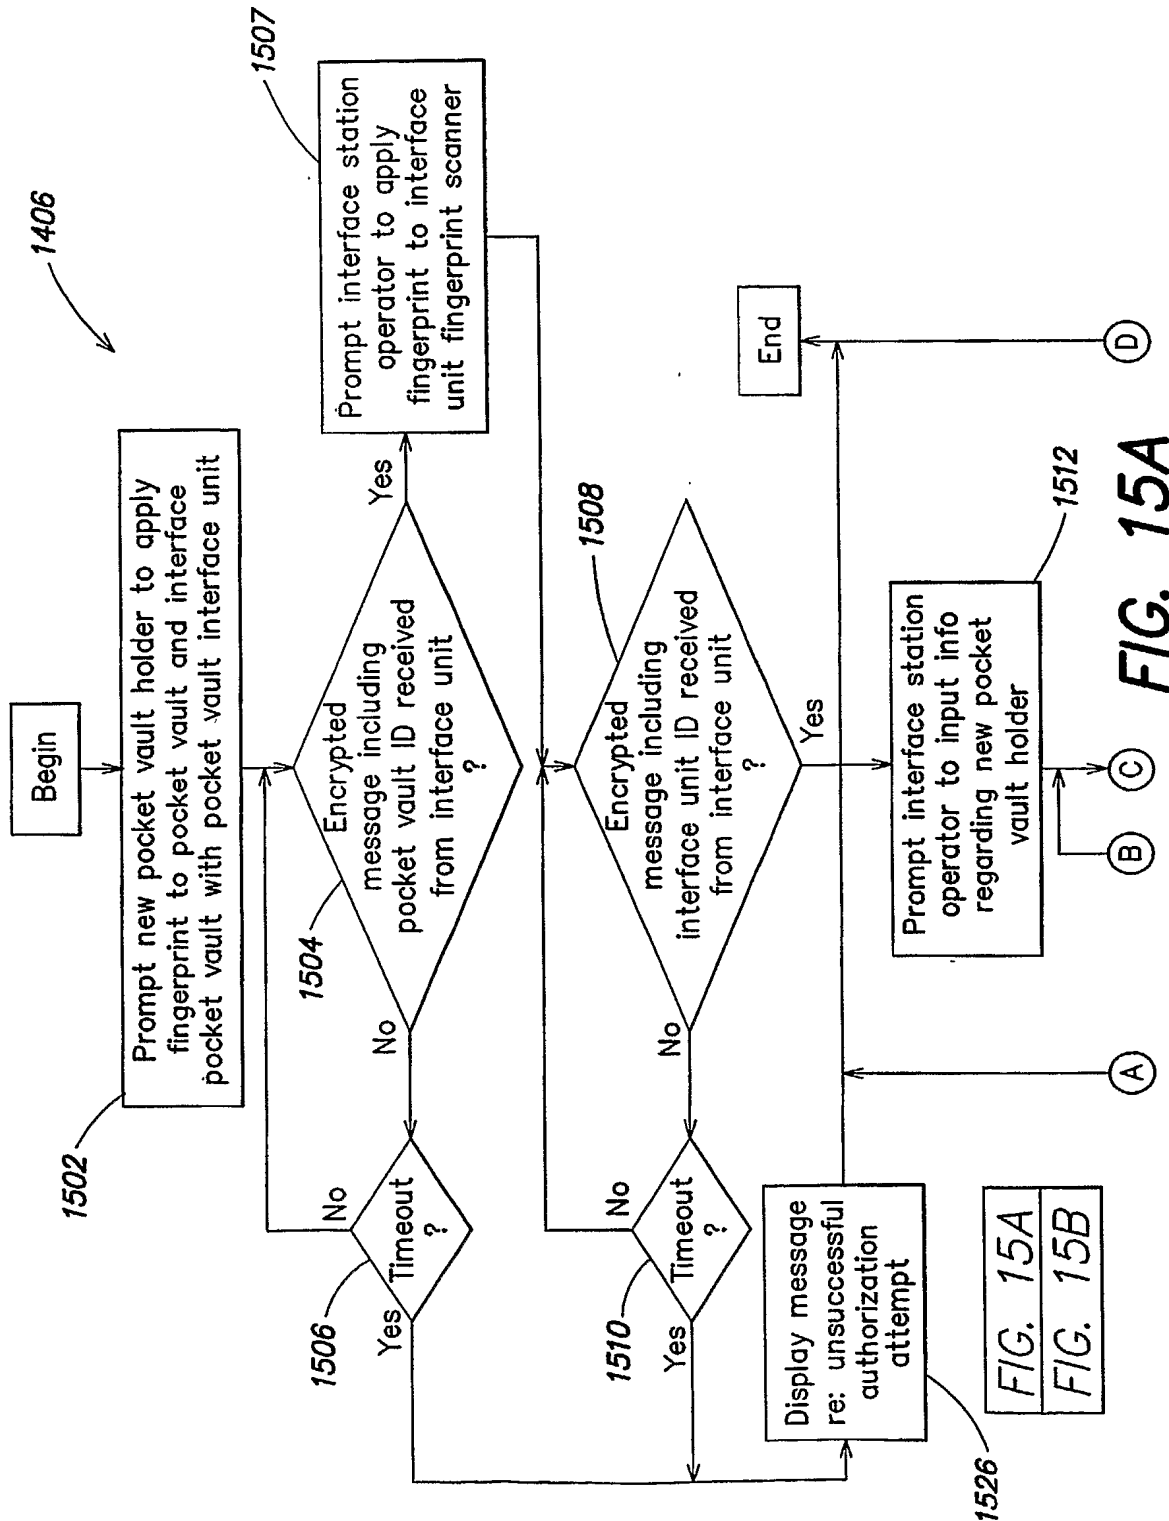 1406
Begin
1502
Prompt new pocket vault holder to apply
fingerprint to pocket vault and interface
pocket vault with pocket vault interface unit
1504
Encrypted
message including
pocket vault ID received
from interface unit
?
Yes
No
1506
Timeout
?
No
Yes
1507
Prompt interface station
operator to apply
fingerprint to interface
unit fingerprint scanner
1508
Encrypted
message including
interface unit ID received
from interface unit
?
Yes
No
1510
Timeout
?
No
Yes
1526
Display message
re: unsuccessful
authorization
attempt
End
1512
Prompt interface station
operator to input info
regarding new pocket
vault holder
A
B
C
D
FIG. 15A
FIG. 15B
FIG. 15A